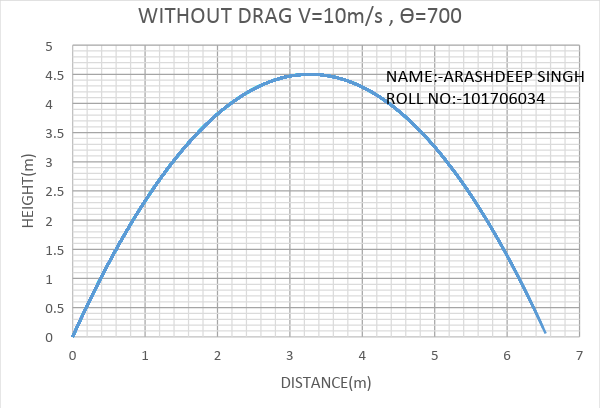 WITHOUT DRAG V=10m/s , ϴ=700
5
4.5
NAME:-ARASHDEEP SINGH
4
ROLL NO:-101706034
3.5
3
2.5
2
1.5
1
0.5
0
HEIGHT(m)
0 1 2 3 4 5 6 7
DISTANCE(m)